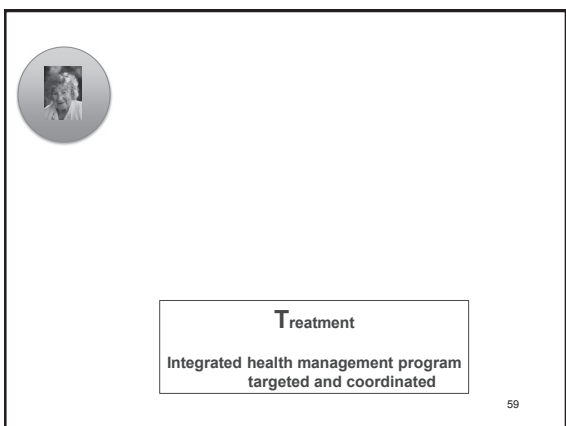 Treatment
Integrated health management program
targeted and coordinated
59